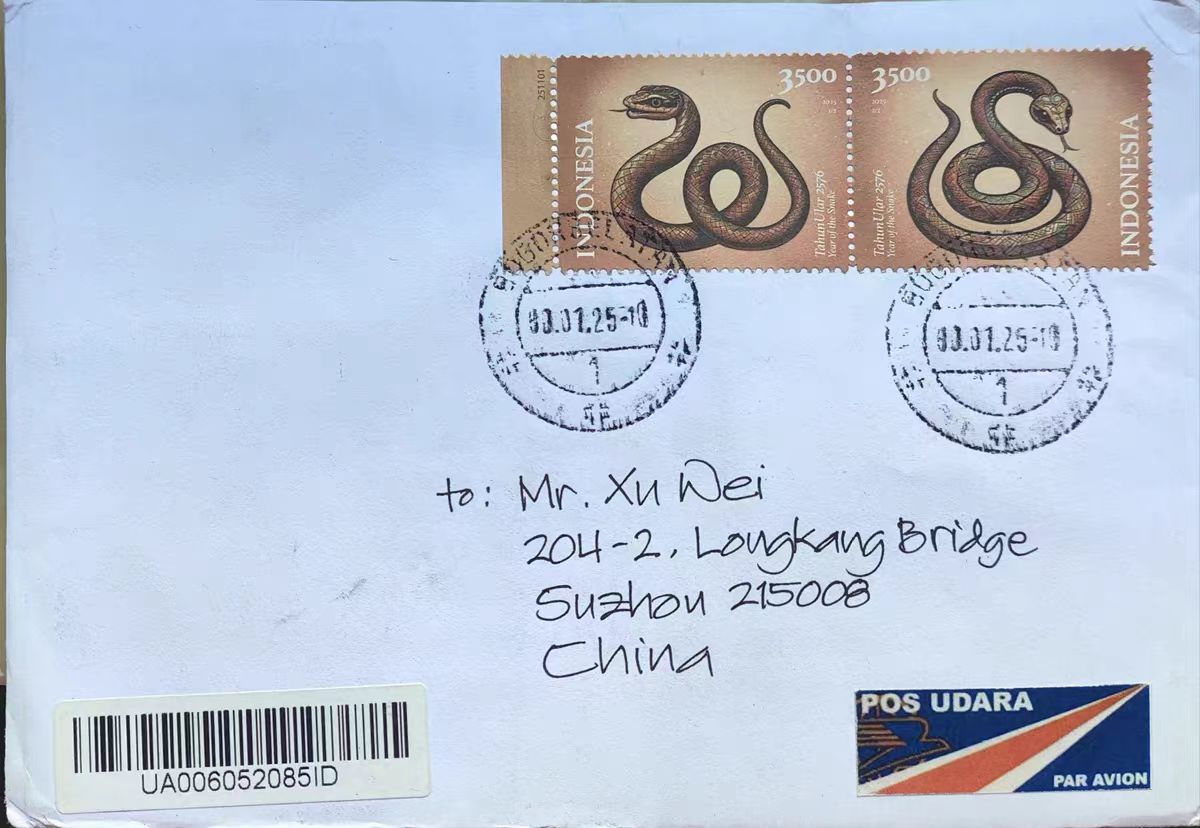 251101
INDONESIA
3500
2025
Tahun Ular 2576
Year of the Snake
3500
2025
Tahun Ular 2576
Year of the Snake
INDONESIA
01.25-10
1
01.25-10
1
to: Mr. Xu Wei
204-2, Longkang Bridge
Suzhou 215008
China
UA006052085ID
POS UDARA
PAR AVION